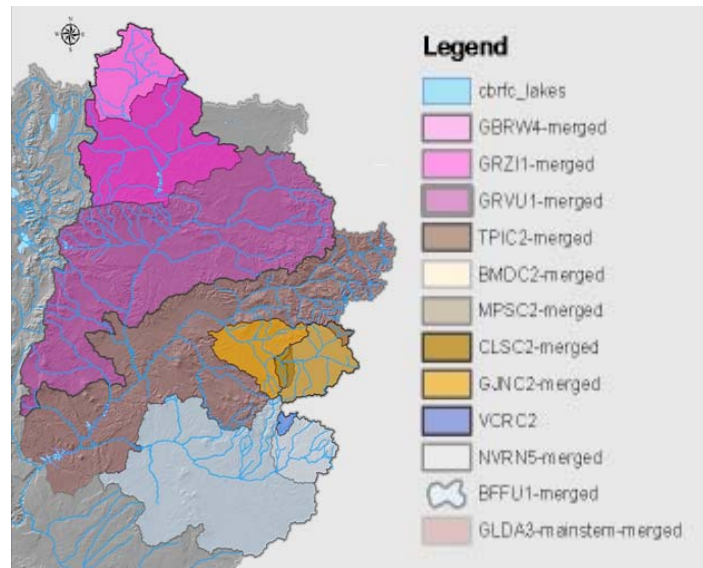 N
Legend
cbrfc_lakes
GBRW4-merged
GRZI1-merged
GRVU1-merged
TPIC2-merged
BMDC2-merged
MPSC2-merged
CLSC2-merged
GJNC2-merged
VCRC2
NVRN5-merged
BFFU1-merged
GLDA3-mainstem-merged